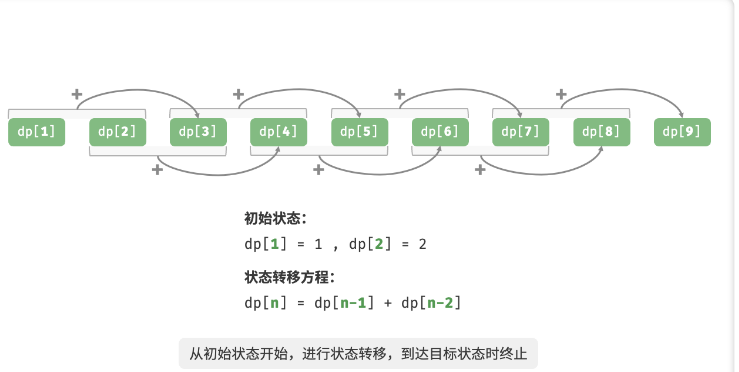 + + + +
dp[1] dp[2] dp[3] dp[4] dp[5] dp[6] dp[7] dp[8] dp[9]
+ + +
初始状态：
dp[1] = 1 , dp[2] = 2
状态转移方程：
dp[n] = dp[n-1] + dp[n-2]
从初始状态开始，进行状态转移，到达目标状态时终止